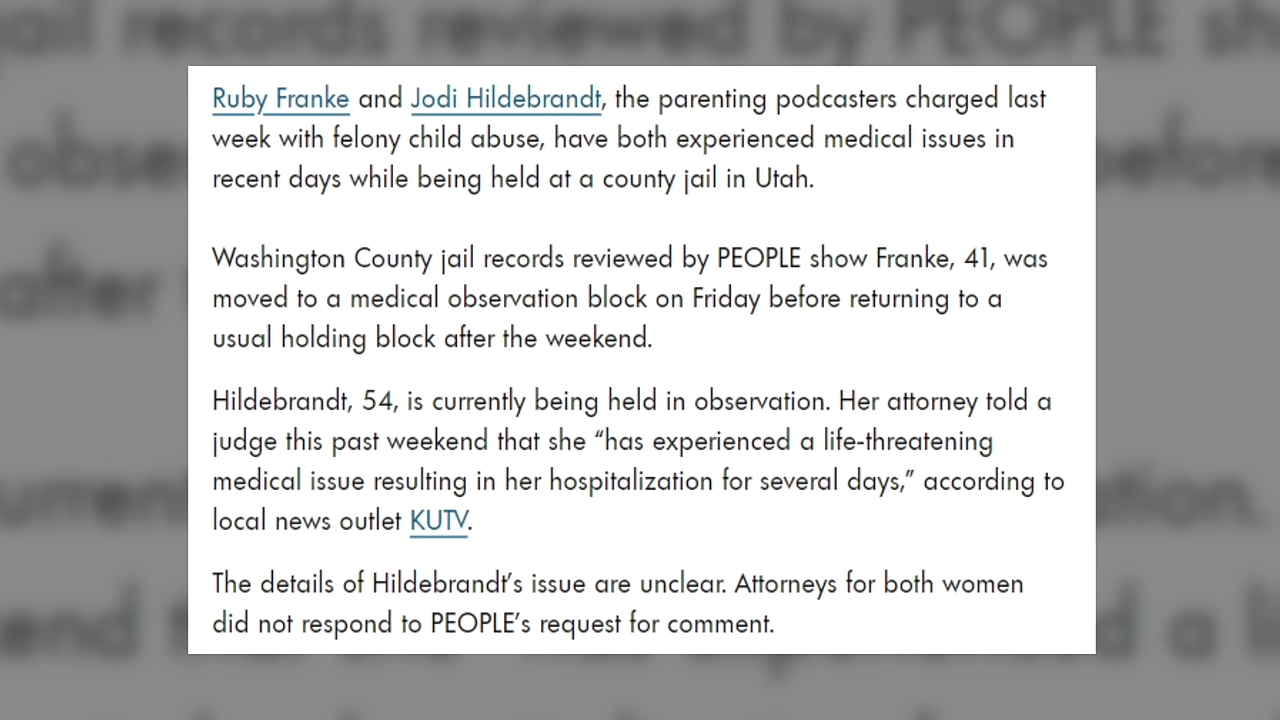 Ruby Franke and Jodi Hildebrandt, the parenting podcasters charged last
week with felony child abuse, have both experienced medical issues in
recent days while being held at a county jail in Utah.
Washington County jail records reviewed by PEOPLE show Franke, 41, was
moved to a medical observation block on Friday before returning to a
usual holding block after the weekend.
Hildebrandt, 54, is currently being held in observation. Her attorney told a
judge this past weekend that she “has experienced a life-threatening
medical issue resulting in her hospitalization for several days,” according to
local news outlet KUTV.
The details of Hildebrandt’s issue are unclear. Attorneys for both women
did not respond to PEOPLE’s request for comment.